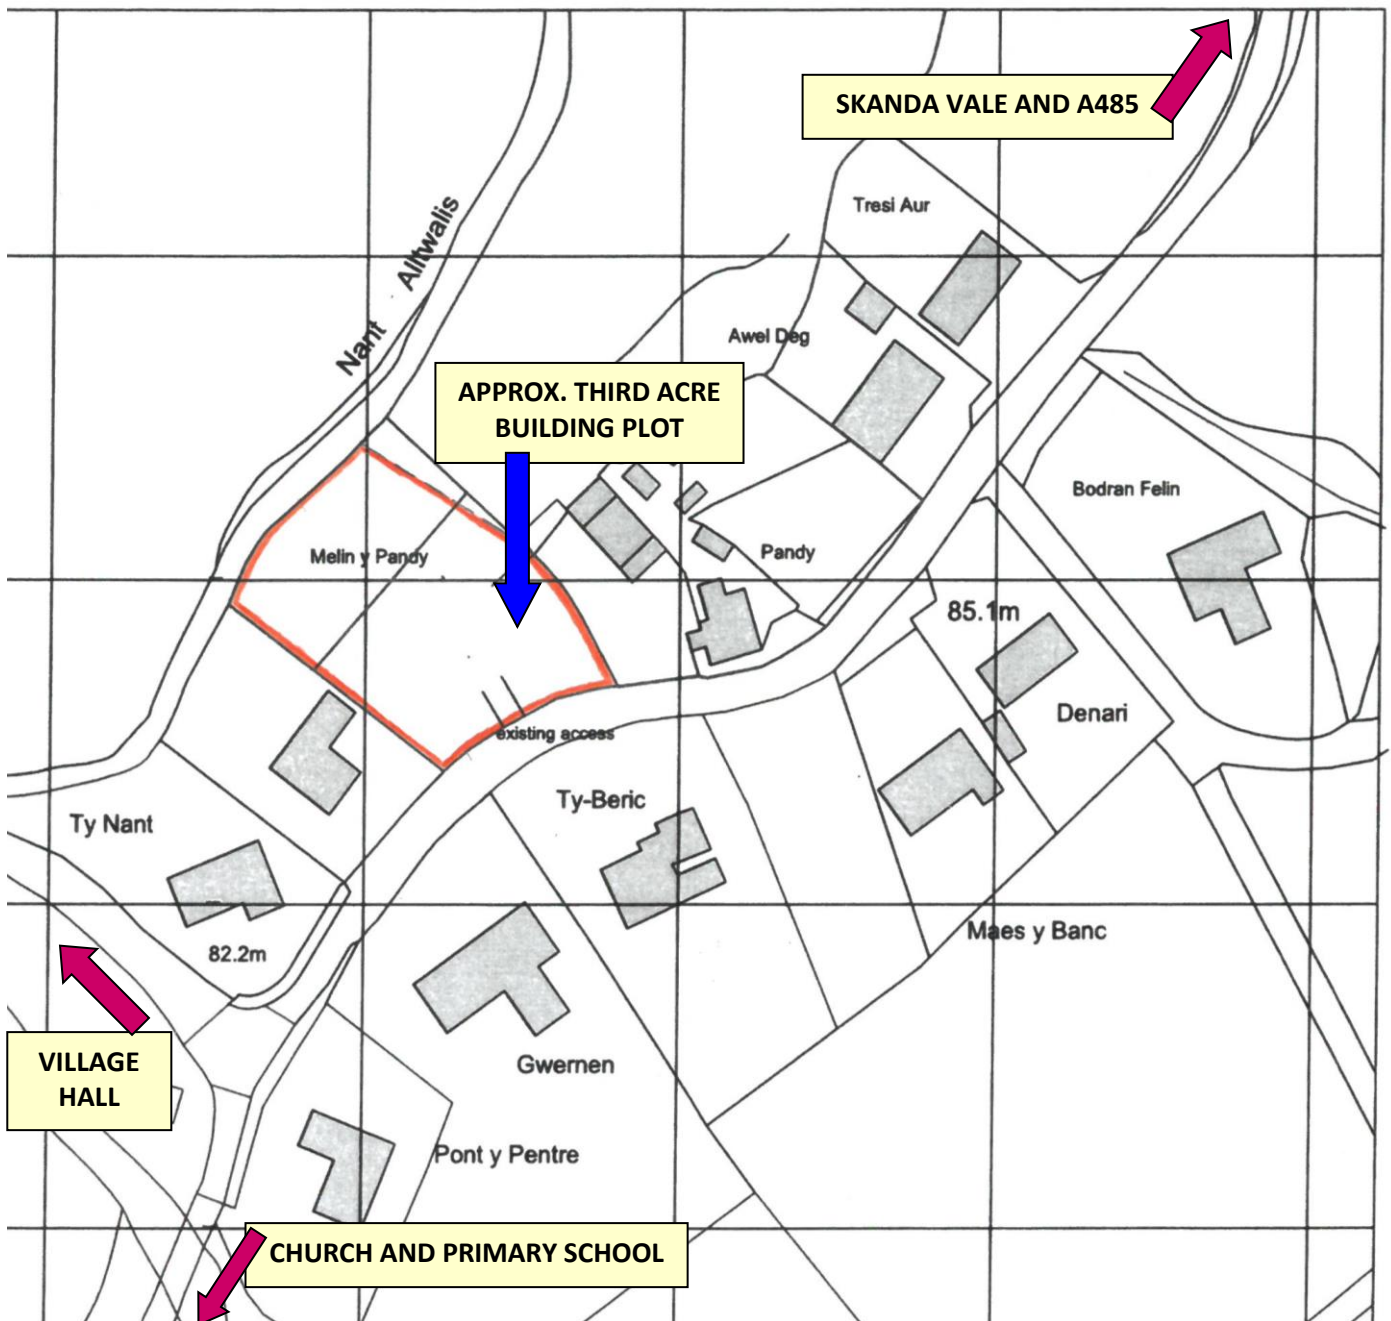 SKANDA VALE AND A485
Tresi Aur
Nant Alltwalis
Awel Deg
APPROX. THIRD ACRE
BUILDING PLOT
Bodran Felin
Melin y Pandy
Pandy
85.1m
Denari
existing access
Ty-Beric
Ty Nant
Maes y Banc
82.2m
VILLAGE
HALL
Gwernen
Pont y Pentre
CHURCH AND PRIMARY SCHOOL